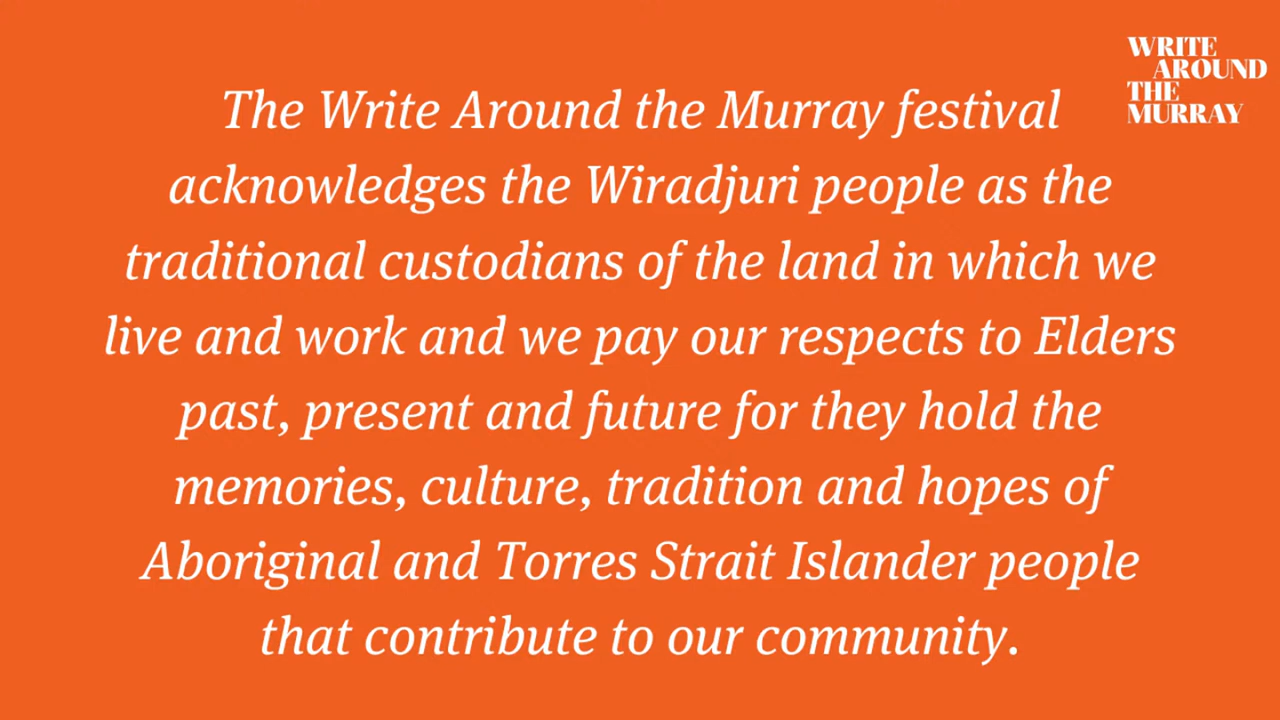 WRITE
AROUND
THE
MURRAY
The Write Around the Murray festival
acknowledges the Wiradjuri people as the
traditional custodians of the land in which we
live and work and we pay our respects to Elders
past, present and future for they hold the
memories, culture, tradition and hopes of
Aboriginal and Torres Strait Islander people
that contribute to our community.